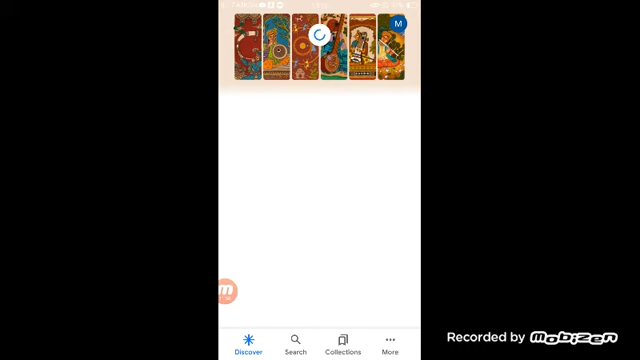 M
Discover
Search
Collections
More
Recorded by mobizen